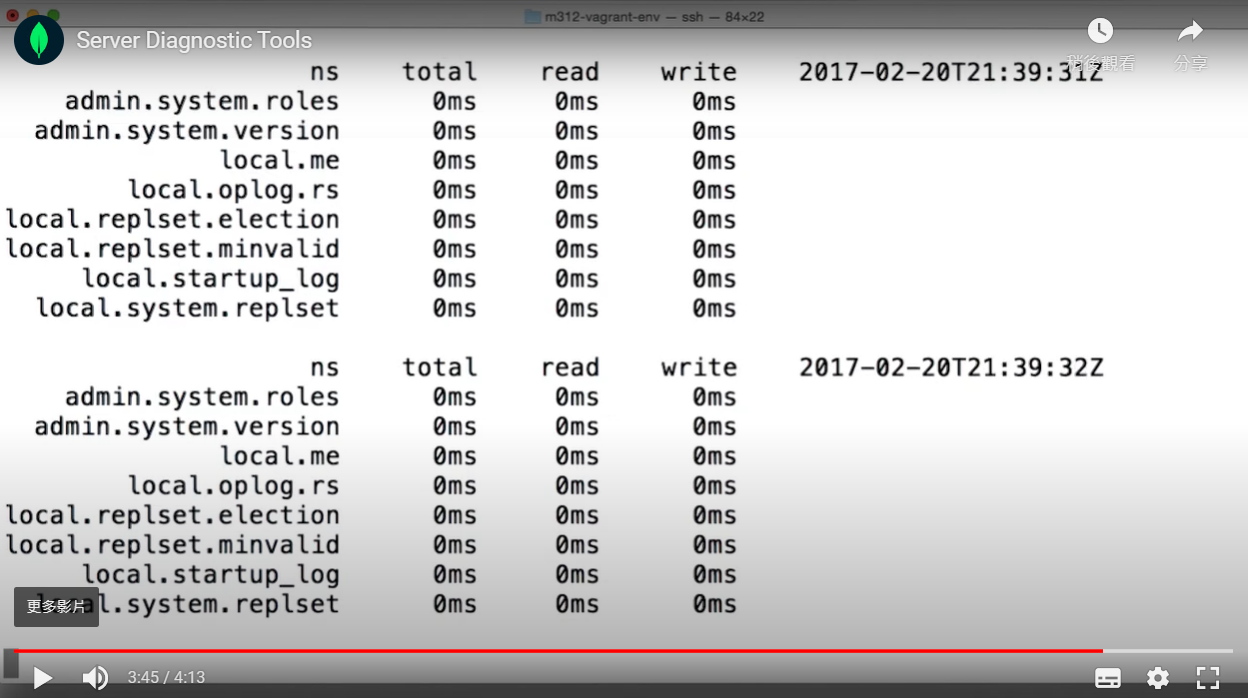 m312-vagrant-env — ssh — 84×22
Server Diagnostic Tools
稍後觀看
分享
ns total read write 2017-02-20T21:39:31Z
admin.system.roles 0ms 0ms 0ms
admin.system.version 0ms 0ms 0ms
local.me 0ms 0ms 0ms
local.oplog.rs 0ms 0ms 0ms
local.replset.election 0ms 0ms 0ms
local.replset.minvalid 0ms 0ms 0ms
local.startup_log 0ms 0ms 0ms
local.system.replset 0ms 0ms 0ms
ns total read write 2017-02-20T21:39:32Z
admin.system.roles 0ms 0ms 0ms
admin.system.version 0ms 0ms 0ms
local.me 0ms 0ms 0ms
local.oplog.rs 0ms 0ms 0ms
local.replset.election 0ms 0ms 0ms
local.replset.minvalid 0ms 0ms 0ms
local.startup_log 0ms 0ms 0ms
local.system.replset 0ms 0ms 0ms
更多影片
3:45 / 4:13